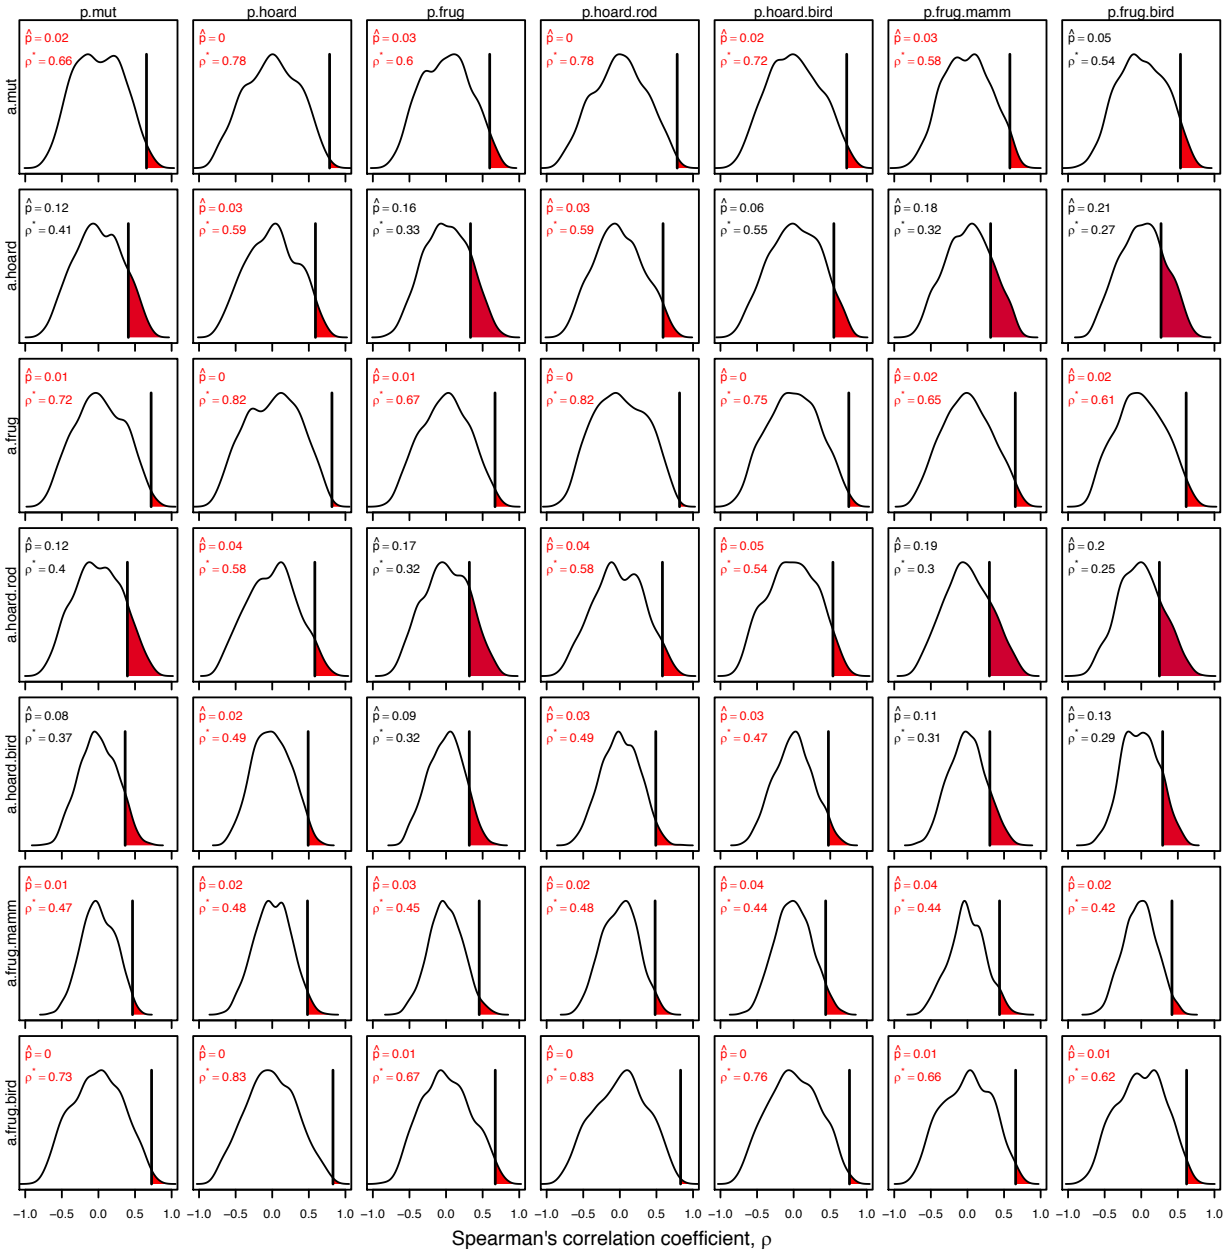 p.mut p.hoard p.frug p.hoard.rod p.hoard.bird p.frug.mamm p.frug.bird
a.mut
p̂ = 0.02 p̂ = 0 p̂ = 0.03 p̂ = 0 p̂ = 0.02 p̂ = 0.03 p̂ = 0.05
ρ* = 0.66 ρ* = 0.78 ρ* = 0.6 ρ* = 0.78 ρ* = 0.72 ρ* = 0.58 ρ* = 0.54
a.hoard
p̂ = 0.12 p̂ = 0.03 p̂ = 0.16 p̂ = 0.03 p̂ = 0.06 p̂ = 0.18 p̂ = 0.21
ρ* = 0.41 ρ* = 0.59 ρ* = 0.33 ρ* = 0.59 ρ* = 0.55 ρ* = 0.32 ρ* = 0.27
a.frug
p̂ = 0.01 p̂ = 0 p̂ = 0.01 p̂ = 0 p̂ = 0 p̂ = 0.02 p̂ = 0.02
ρ* = 0.72 ρ* = 0.82 ρ* = 0.67 ρ* = 0.82 ρ* = 0.75 ρ* = 0.65 ρ* = 0.61
a.hoard.rod
p̂ = 0.12 p̂ = 0.04 p̂ = 0.17 p̂ = 0.04 p̂ = 0.05 p̂ = 0.19 p̂ = 0.2
ρ* = 0.4 ρ* = 0.58 ρ* = 0.32 ρ* = 0.58 ρ* = 0.54 ρ* = 0.3 ρ* = 0.25
a.hoard.bird
p̂ = 0.08 p̂ = 0.02 p̂ = 0.09 p̂ = 0.03 p̂ = 0.03 p̂ = 0.11 p̂ = 0.13
ρ* = 0.37 ρ* = 0.49 ρ* = 0.32 ρ* = 0.49 ρ* = 0.47 ρ* = 0.31 ρ* = 0.29
a.frug.mamm
p̂ = 0.01 p̂ = 0.02 p̂ = 0.03 p̂ = 0.02 p̂ = 0.04 p̂ = 0.04 p̂ = 0.02
ρ* = 0.47 ρ* = 0.48 ρ* = 0.45 ρ* = 0.48 ρ* = 0.44 ρ* = 0.44 ρ* = 0.42
a.frug.bird
p̂ = 0 p̂ = 0 p̂ = 0.01 p̂ = 0 p̂ = 0 p̂ = 0.01 p̂ = 0.01
ρ* = 0.73 ρ* = 0.83 ρ* = 0.67 ρ* = 0.83 ρ* = 0.76 ρ* = 0.66 ρ* = 0.62
−1.0 −0.5 0.0 0.5 1.0 −1.0 −0.5 0.0 0.5 1.0 −1.0 −0.5 0.0 0.5 1.0 −1.0 −0.5 0.0 0.5 1.0 −1.0 −0.5 0.0 0.5 1.0 −1.0 −0.5 0.0 0.5 1.0 −1.0 −0.5 0.0 0.5 1.0
Spearman's correlation coefficient, ρ